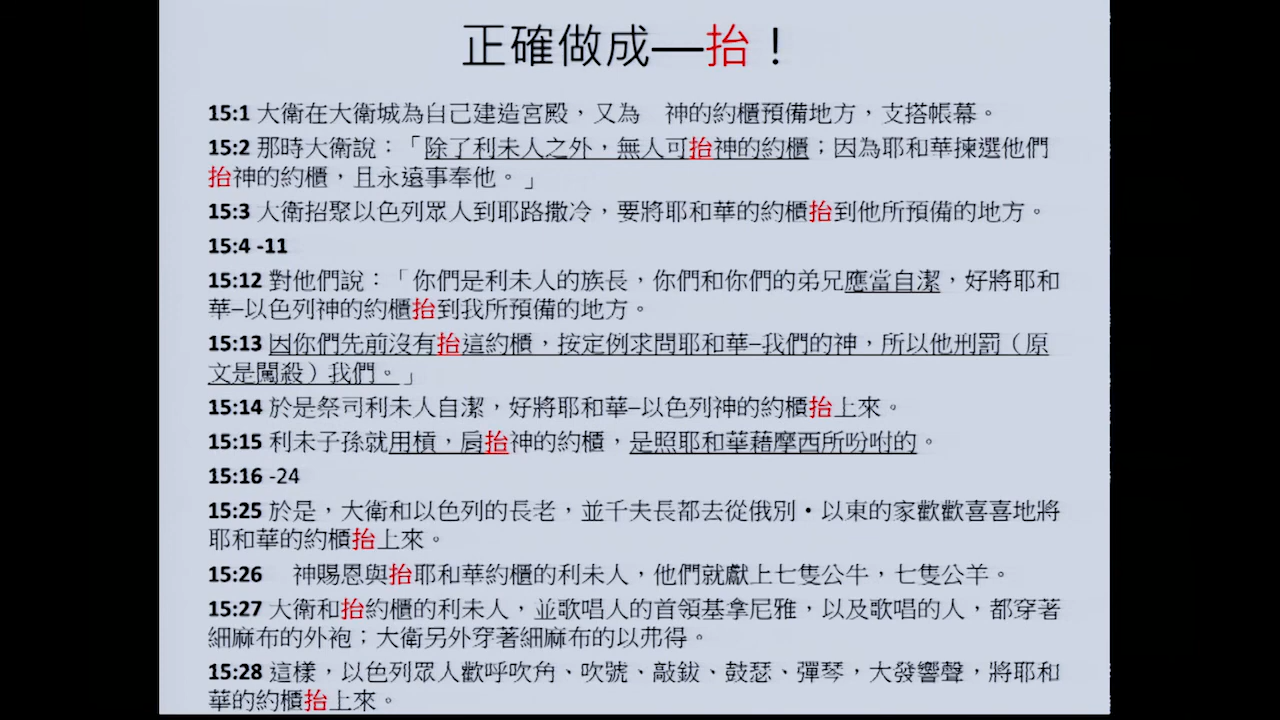 正確做成—抬！
15:1 大衛在大衛城為自己建造宮殿，又為　神的約櫃預備地方，支搭帳幕。
15:2 那時大衛說：「除了利未人之外，無人可抬神的約櫃；因為耶和華揀選他們
抬神的約櫃，且永遠事奉他。」
15:3 大衛招聚以色列眾人到耶路撒冷，要將耶和華的約櫃抬到他所預備的地方。
15:4 -11
15:12 對他們說：「你們是利未人的族長，你們和你們的弟兄應當自潔，好將耶和
華─以色列神的約櫃抬到我所預備的地方。
15:13 因你們先前沒有抬這約櫃，按定例求問耶和華─我們的神，所以他刑罰（原
文是闖殺）我們。」
15:14 於是祭司利未人自潔，好將耶和華─以色列神的約櫃抬上來。
15:15 利未子孫就用槓，肩抬神的約櫃，是照耶和華藉摩西所吩咐的。
15:16 -24
15:25 於是，大衛和以色列的長老，並千夫長都去從俄別•以東的家歡歡喜喜地將
耶和華的約櫃抬上來。
15:26　神賜恩與抬耶和華約櫃的利未人，他們就獻上七隻公牛，七隻公羊。
15:27 大衛和抬約櫃的利未人，並歌唱人的首領基拿尼雅，以及歌唱的人，都穿著
細麻布的外袍；大衛另外穿著細麻布的以弗得。
15:28 這樣，以色列眾人歡呼吹角、吹號、敲鈸、鼓瑟、彈琴，大發響聲，將耶和
華的約櫃抬上來。